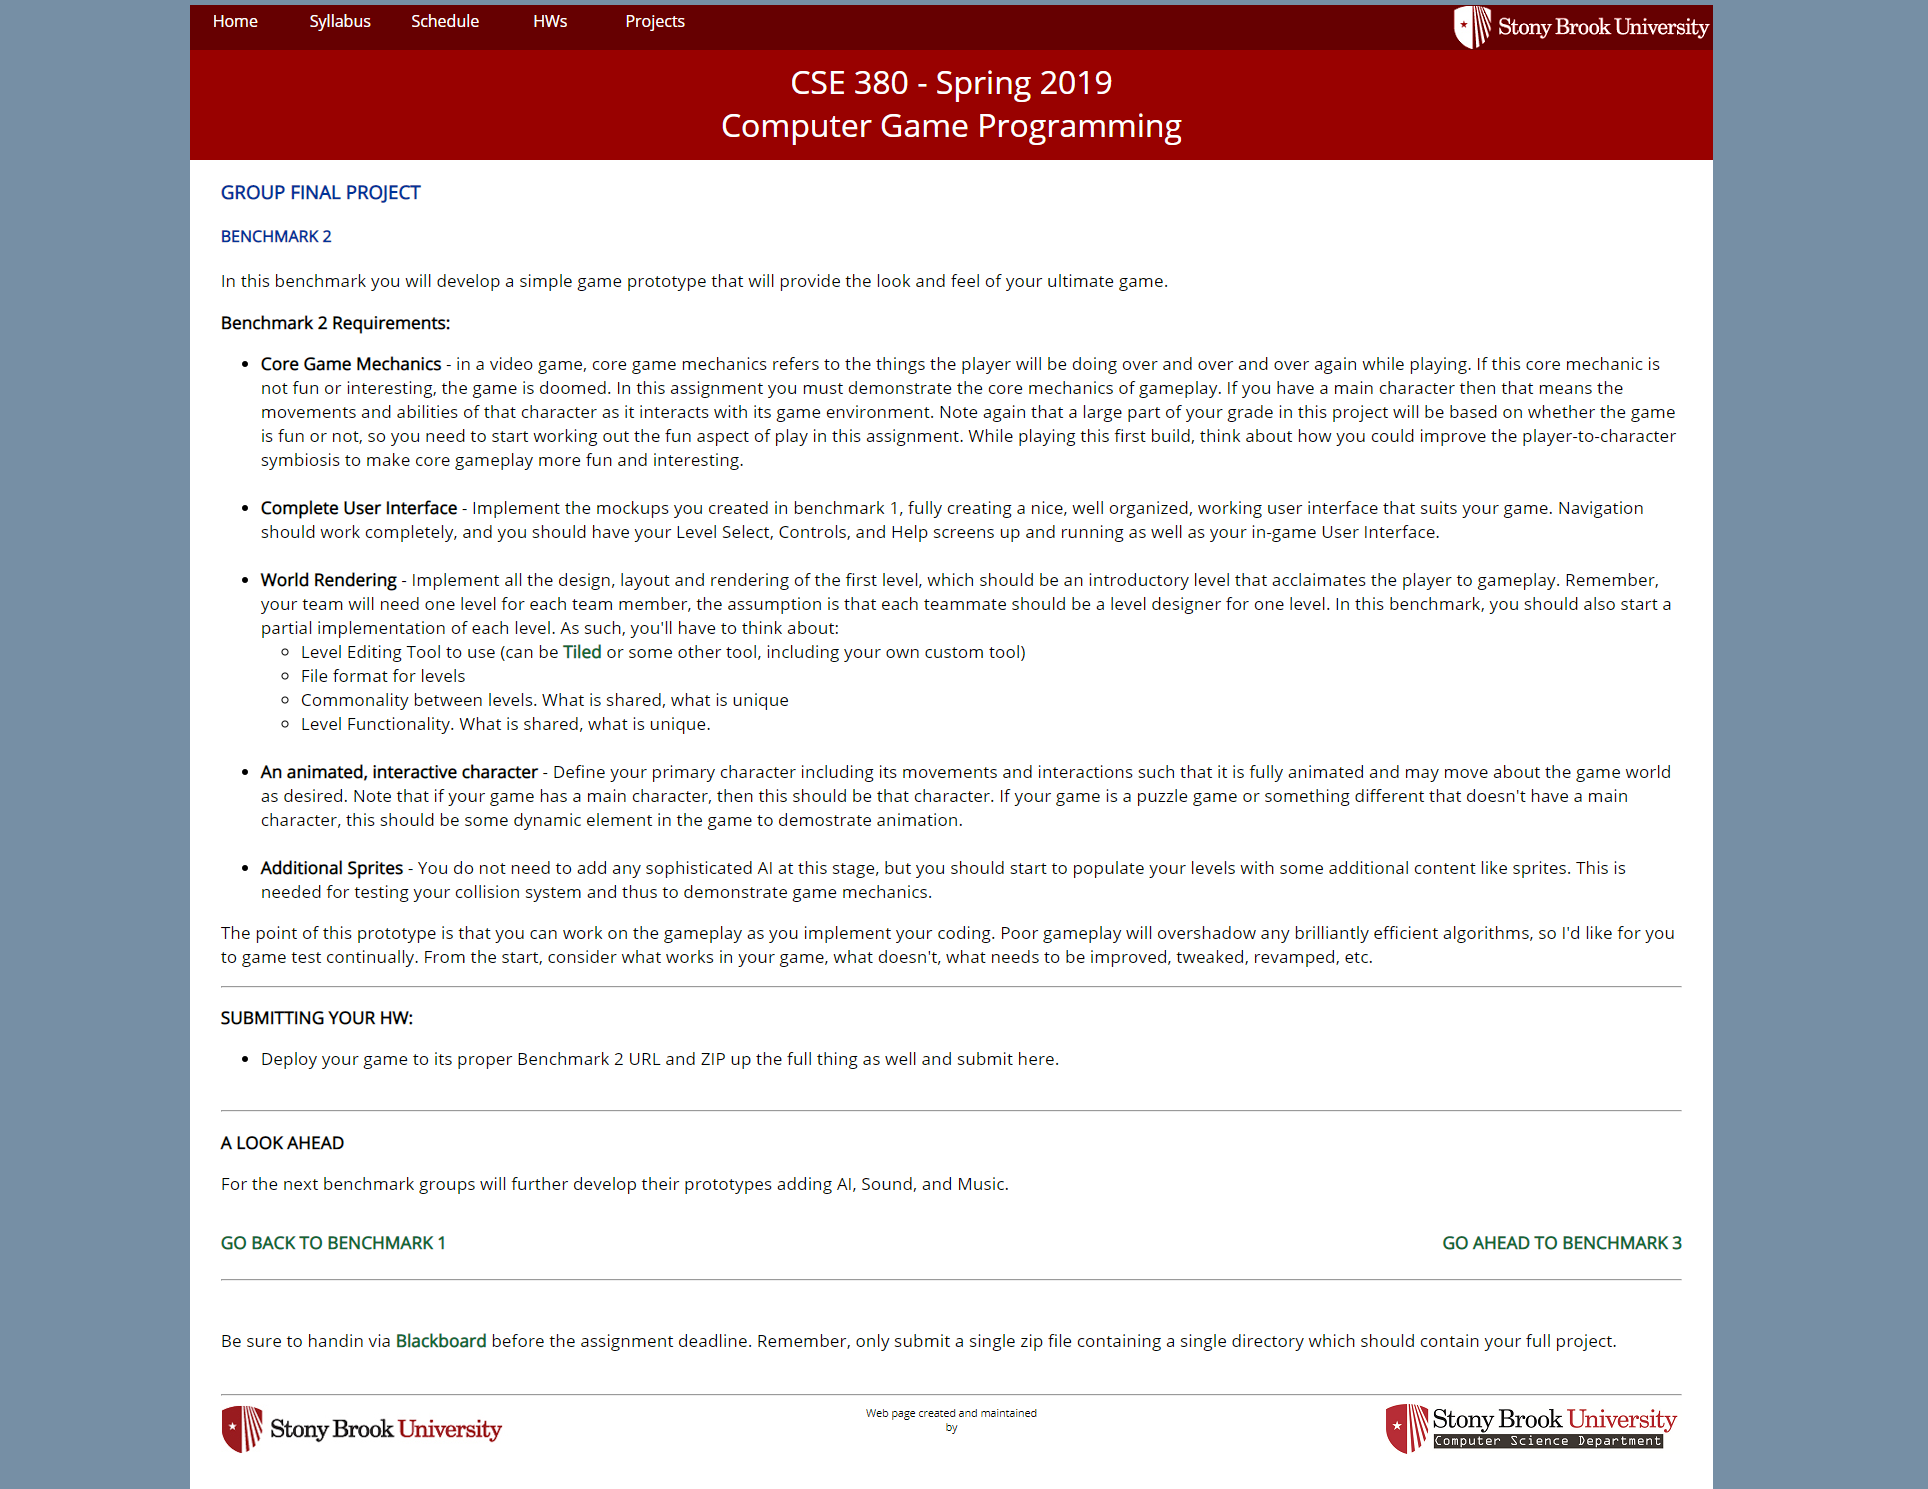 Home Syllabus Schedule HWs Projects Stony Brook University
CSE 380 - Spring 2019
Computer Game Programming
GROUP FINAL PROJECT
BENCHMARK 2
In this benchmark you will develop a simple game prototype that will provide the look and feel of your ultimate game.
Benchmark 2 Requirements:
• Core Game Mechanics - in a video game, core game mechanics refers to the things the player will be doing over and over and over again while playing. If this core mechanic is
not fun or interesting, the game is doomed. In this assignment you must demonstrate the core mechanics of gameplay. If you have a main character then that means the
movements and abilities of that character as it interacts with its game environment. Note again that a large part of your grade in this project will be based on whether the game
is fun or not, so you need to start working out the fun aspect of play in this assignment. While playing this first build, think about how you could improve the player-to-character
symbiosis to make core gameplay more fun and interesting.
• Complete User Interface - Implement the mockups you created in benchmark 1, fully creating a nice, well organized, working user interface that suits your game. Navigation
should work completely, and you should have your Level Select, Controls, and Help screens up and running as well as your in-game User Interface.
• World Rendering - Implement all the design, layout and rendering of the first level, which should be an introductory level that acclaimates the player to gameplay. Remember,
your team will need one level for each team member, the assumption is that each teammate should be a level designer for one level. In this benchmark, you should also start a
partial implementation of each level. As such, you'll have to think about:
◦ Level Editing Tool to use (can be Tiled or some other tool, including your own custom tool)
◦ File format for levels
◦ Commonality between levels. What is shared, what is unique
◦ Level Functionality. What is shared, what is unique.
• An animated, interactive character - Define your primary character including its movements and interactions such that it is fully animated and may move about the game world
as desired. Note that if your game has a main character, then this should be that character. If your game is a puzzle game or something different that doesn't have a main
character, this should be some dynamic element in the game to demostrate animation.
• Additional Sprites - You do not need to add any sophisticated AI at this stage, but you should start to populate your levels with some additional content like sprites. This is
needed for testing your collision system and thus to demonstrate game mechanics.
The point of this prototype is that you can work on the gameplay as you implement your coding. Poor gameplay will overshadow any brilliantly efficient algorithms, so I'd like for you
to game test continually. From the start, consider what works in your game, what doesn't, what needs to be improved, tweaked, revamped, etc.
SUBMITTING YOUR HW:
• Deploy your game to its proper Benchmark 2 URL and ZIP up the full thing as well and submit here.
A LOOK AHEAD
For the next benchmark groups will further develop their prototypes adding AI, Sound, and Music.
GO BACK TO BENCHMARK 1 GO AHEAD TO BENCHMARK 3
Be sure to handin via Blackboard before the assignment deadline. Remember, only submit a single zip file containing a single directory which should contain your full project.
Stony Brook University
Web page created and maintained
by
Stony Brook University
Computer Science Department